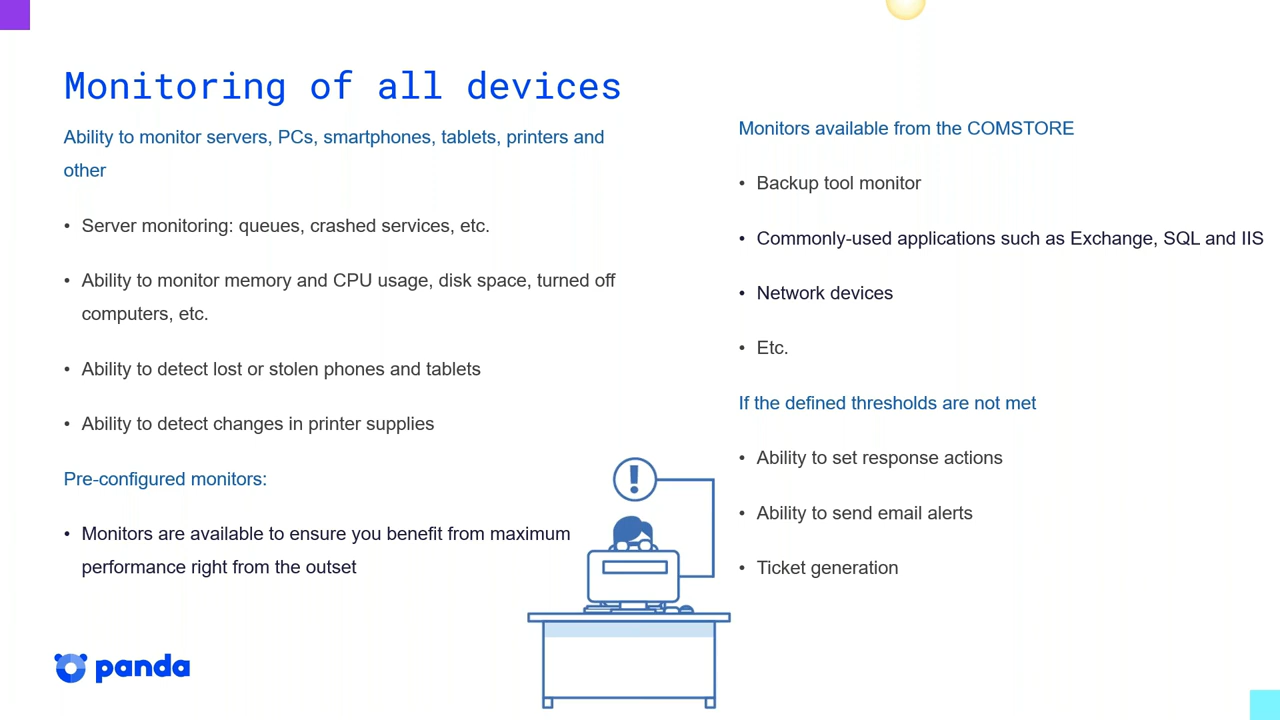 Monitoring of all devices
Ability to monitor servers, PCs, smartphones, tablets, printers and
other
• Server monitoring: queues, crashed services, etc.
• Ability to monitor memory and CPU usage, disk space, turned off
computers, etc.
• Ability to detect lost or stolen phones and tablets
• Ability to detect changes in printer supplies
Pre-configured monitors:
• Monitors are available to ensure you benefit from maximum
performance right from the outset
Monitors available from the COMSTORE
• Backup tool monitor
• Commonly-used applications such as Exchange, SQL and IIS
• Network devices
• Etc.
If the defined thresholds are not met
• Ability to set response actions
• Ability to send email alerts
• Ticket generation
!
panda